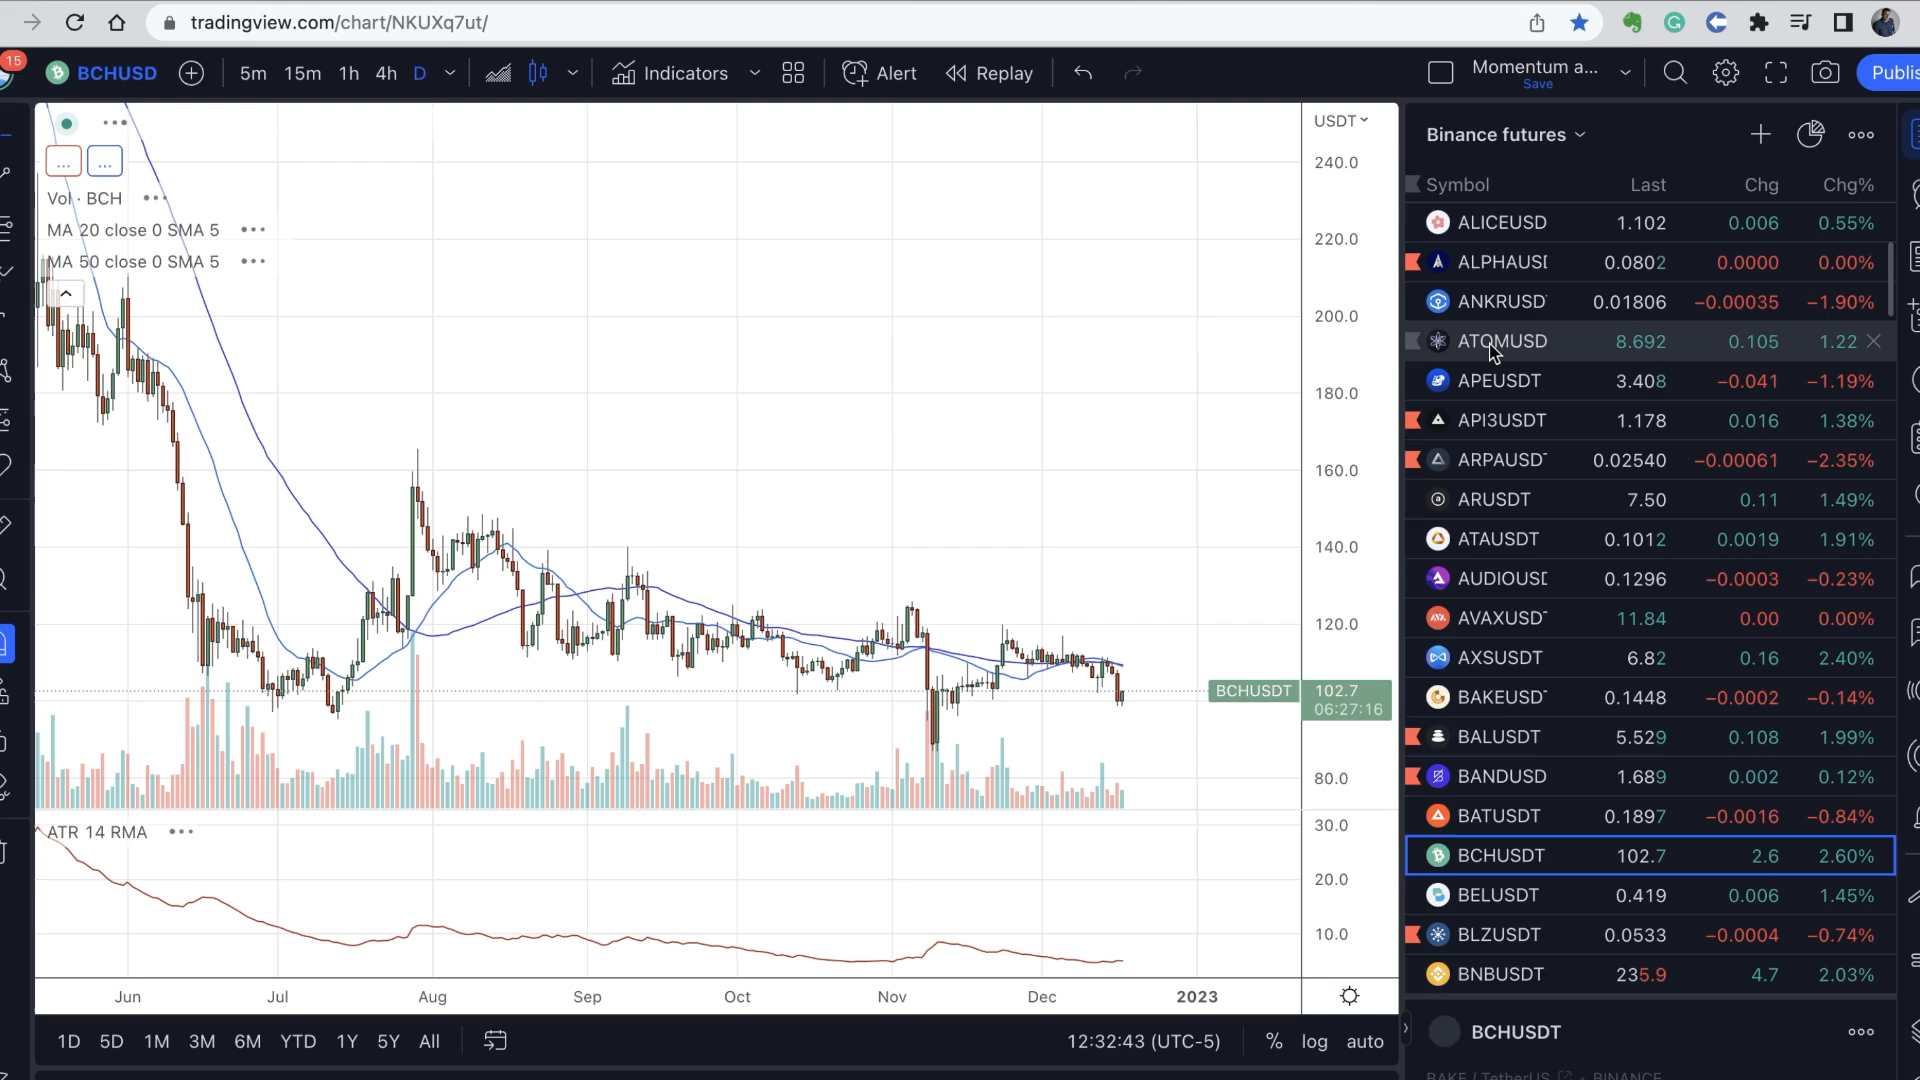 tradingview.com/chart/NKUXq7ut/
15
BCHUSD
5m 15m 1h 4h D
Indicators
Alert
Replay
Momentum a...
Save
Publis
USDT
... ...
Vol · BCH
MA 20 close 0 SMA 5
MA 50 close 0 SMA 5
240.0
220.0
200.0
180.0
160.0
140.0
120.0
BCHUSDT 102.7
06:27:16
80.0
ATR 14 RMA
30.0
20.0
10.0
Jun Jul Aug Sep Oct Nov Dec 2023
1D 5D 1M 3M 6M YTD 1Y 5Y All
12:32:43 (UTC-5) % log auto
Binance futures
Symbol Last Chg Chg%
ALICEUSD 1.102 0.006 0.55%
ALPHAUSD 0.0802 0.0000 0.00%
ANKRUSD 0.01806 −0.00035 −1.90%
ATOMUSD 8.692 0.105 1.22
APEUSDT 3.408 −0.041 −1.19%
API3USDT 1.178 0.016 1.38%
ARPAUSDT 0.02540 −0.00061 −2.35%
ARUSDT 7.50 0.11 1.49%
ATAUSDT 0.1012 0.0019 1.91%
AUDIOUSD 0.1296 −0.0003 −0.23%
AVAXUSDT 11.84 0.00 0.00%
AXSUSDT 6.82 0.16 2.40%
BAKEUSDT 0.1448 −0.0002 −0.14%
BALUSDT 5.529 0.108 1.99%
BANDUSD 1.689 0.002 0.12%
BATUSDT 0.1897 −0.0016 −0.84%
BCHUSDT 102.7 2.6 2.60%
BELUSDT 0.419 0.006 1.45%
BLZUSDT 0.0533 −0.0004 −0.74%
BNBUSDT 235.9 4.7 2.03%
BCHUSDT
BAKE / TetherUS · BINANCE